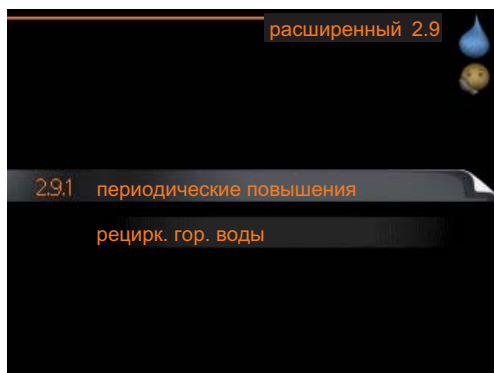 расширенный 2.9
2.9.1 периодические повышения
рецирк. гор. воды